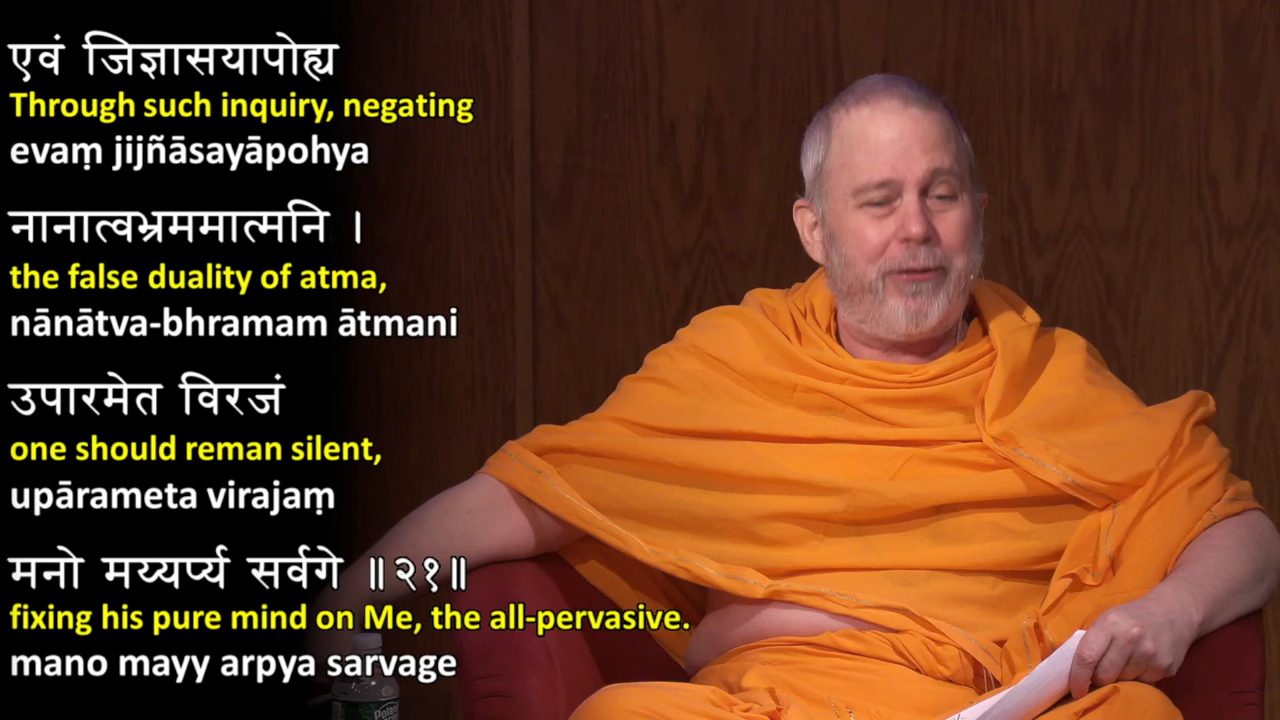 एवं जिज्ञासयापोह्य
Through such inquiry, negating
evaṃ jijñāsayāpohya
नानात्वभ्रममात्मनि ।
the false duality of atma,
nānātva-bhramam ātmani
उपारमेत विरजं
one should reman silent,
upārameta virajaṃ
मनो मय्यर्प्य सर्वगे ॥२१॥
fixing his pure mind on Me, the all-pervasive.
mano mayy arpya sarvage
Poland